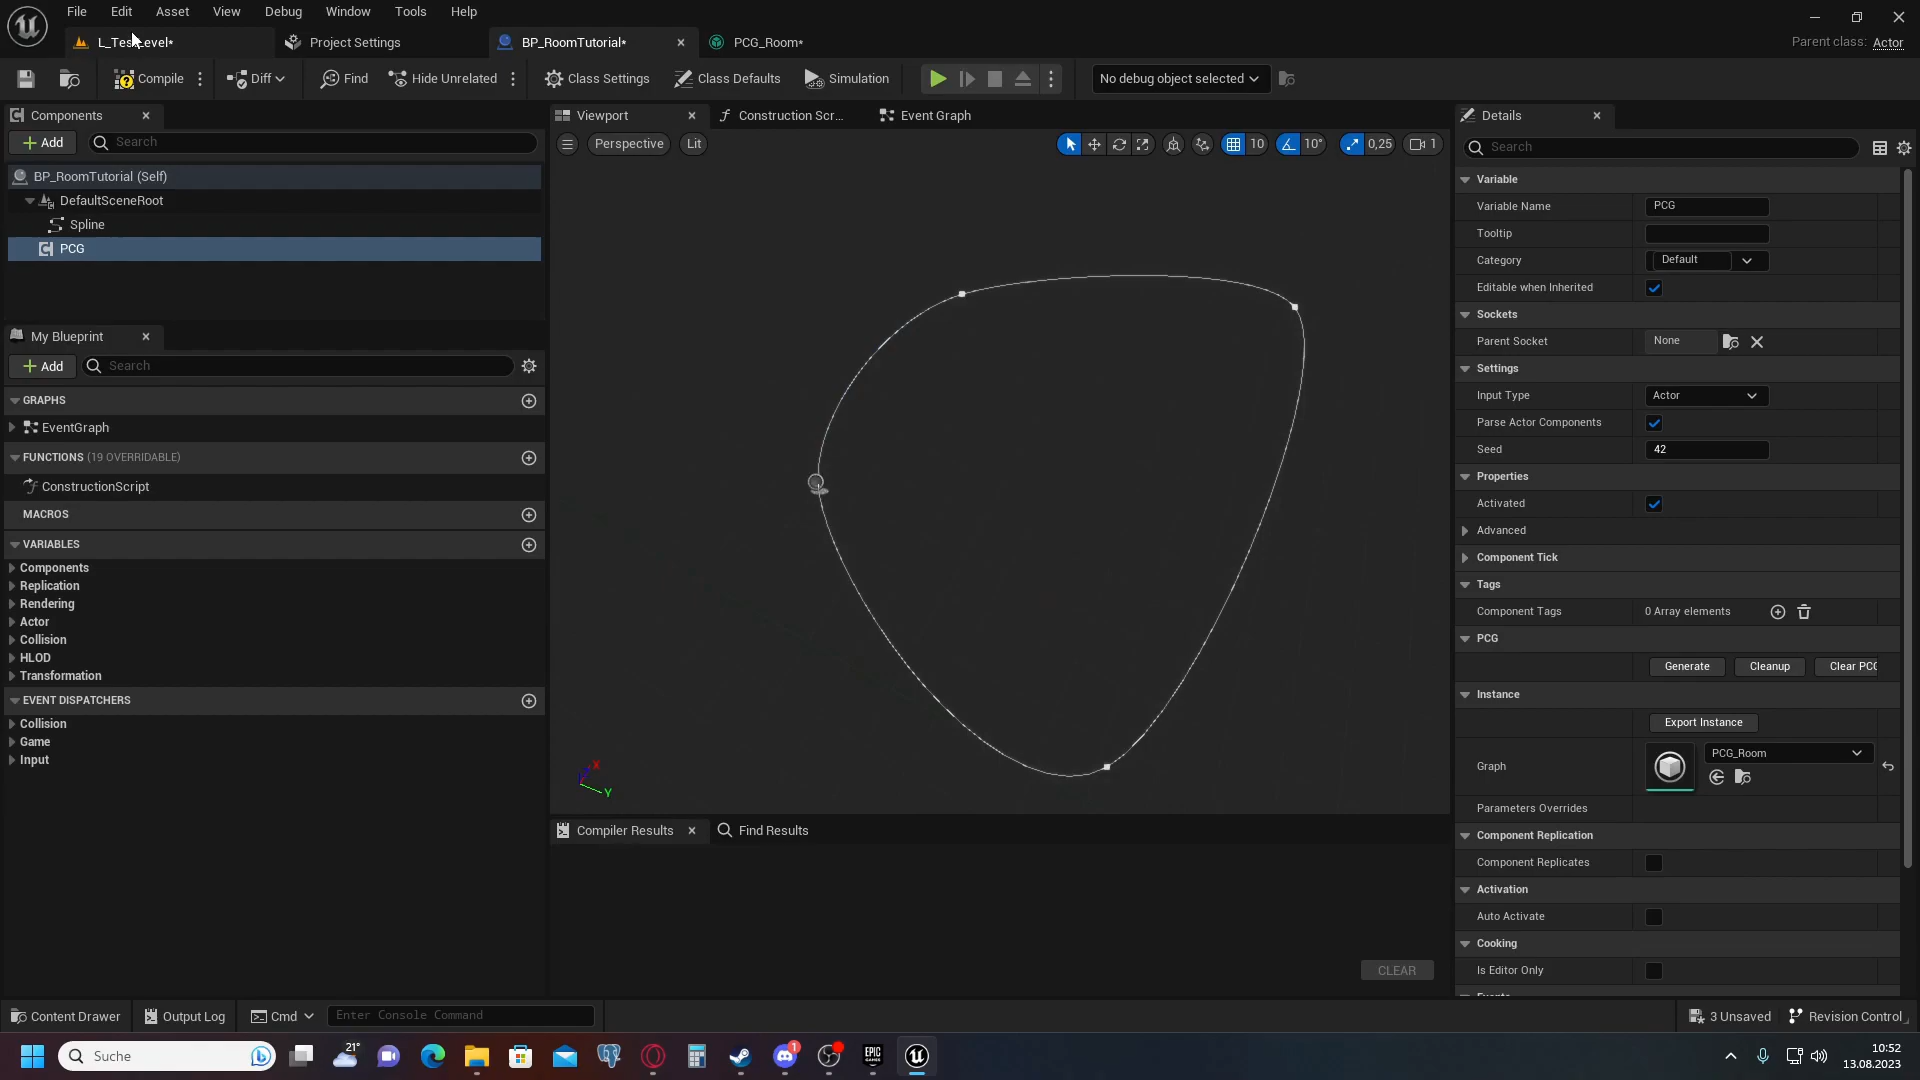 File Edit Asset View Debug Window Tools Help
L_TestLevel* Project Settings BP_RoomTutorial* PCG_Room* Parent class: Actor
Compile Diff Find Hide Unrelated Class Settings Class Defaults Simulation No debug object selected
Components
Add Search
BP_RoomTutorial (Self)
DefaultSceneRoot
Spline
PCG
My Blueprint
Add Search
GRAPHS
EventGraph
FUNCTIONS (19 OVERRIDABLE)
ConstructionScript
MACROS
VARIABLES
Components
Replication
Rendering
Actor
Collision
HLOD
Transformation
EVENT DISPATCHERS
Collision
Game
Input
Viewport Construction Scr... Event Graph
Perspective Lit 10 10° 0,25 1
X
Y
Compiler Results Find Results
CLEAR
Details
Search
Variable
Variable Name PCG
Tooltip
Category Default
Editable when Inherited
Sockets
Parent Socket None
Settings
Input Type Actor
Parse Actor Components
Seed 42
Properties
Activated
Advanced
Component Tick
Tags
Component Tags 0 Array elements
PCG
Generate Cleanup Clear PCG
Instance
Export Instance
Graph PCG_Room
Parameters Overrides
Component Replication
Component Replicates
Activation
Auto Activate
Cooking
Is Editor Only
Content Drawer Output Log Cmd Enter Console Command 3 Unsaved Revision Control
Suche 21° 1 EPIC GAMES 10:52
13.08.2023